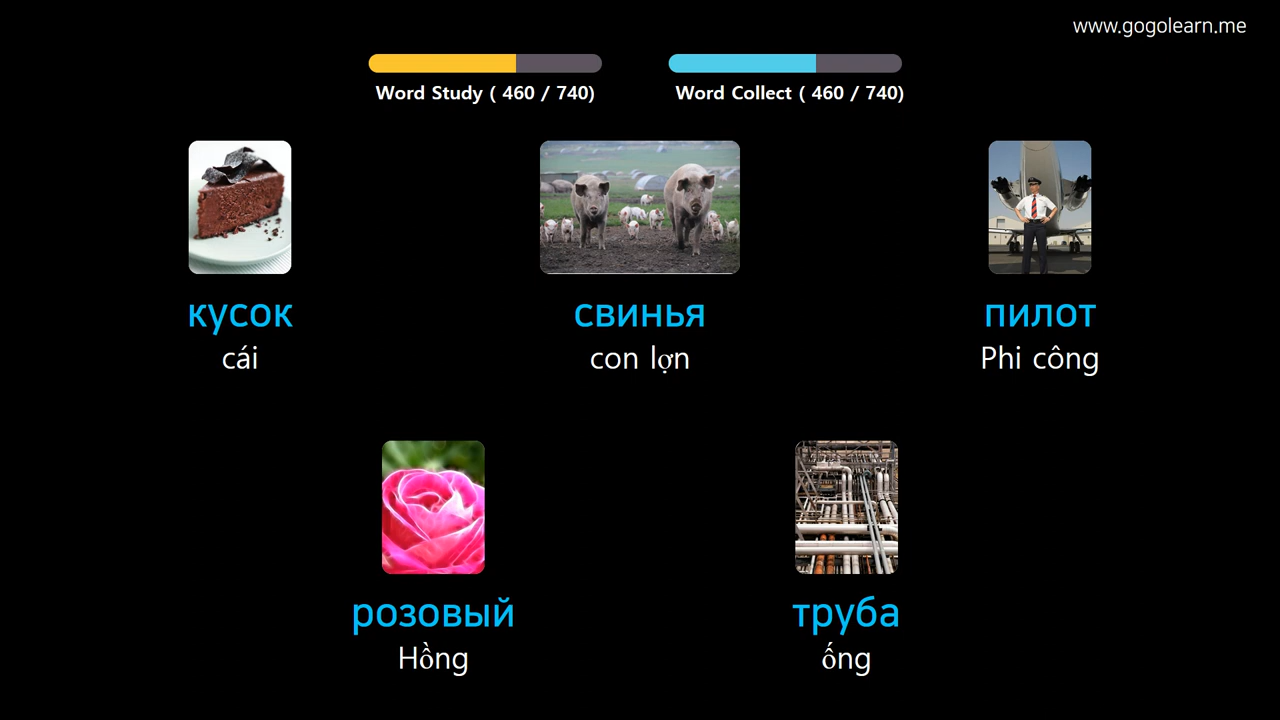 www.gogolearn.me
Word Study ( 460 / 740)
Word Collect ( 460 / 740)
кусок
cái
свинья
con lợn
пилот
Phi công
розовый
Hồng
труба
ống